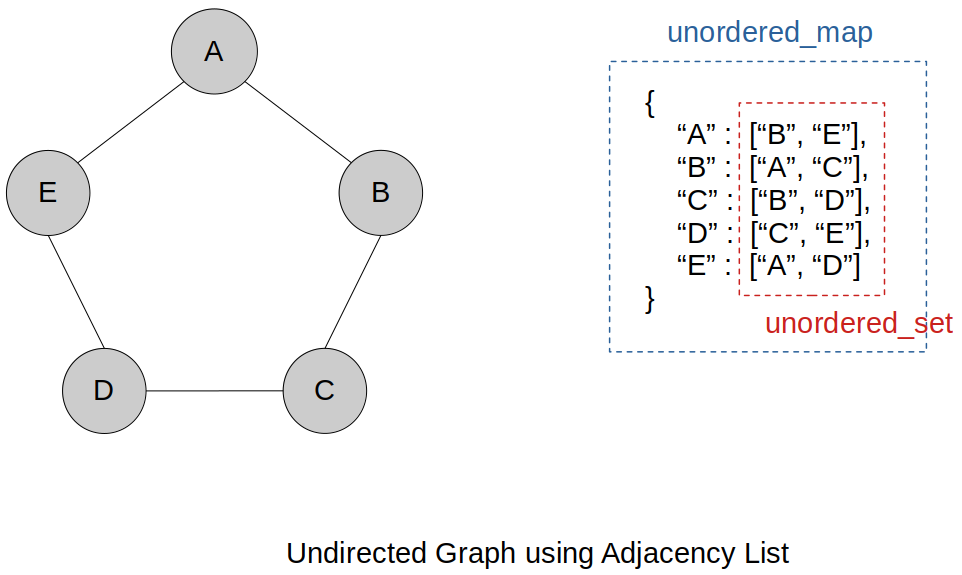 A
E
B
D
C
unordered_map
{
“A” : [“B”, “E”],
“B” : [“A”, “C”],
“C” : [“B”, “D”],
“D” : [“C”, “E”],
“E” : [“A”, “D”]
}
unordered_set
Undirected Graph using Adjacency List